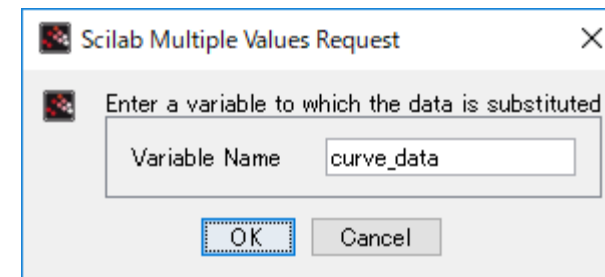 Scilab Multiple Values Request
Enter a variable to which the data is substituted
Variable Name curve_data
OK Cancel